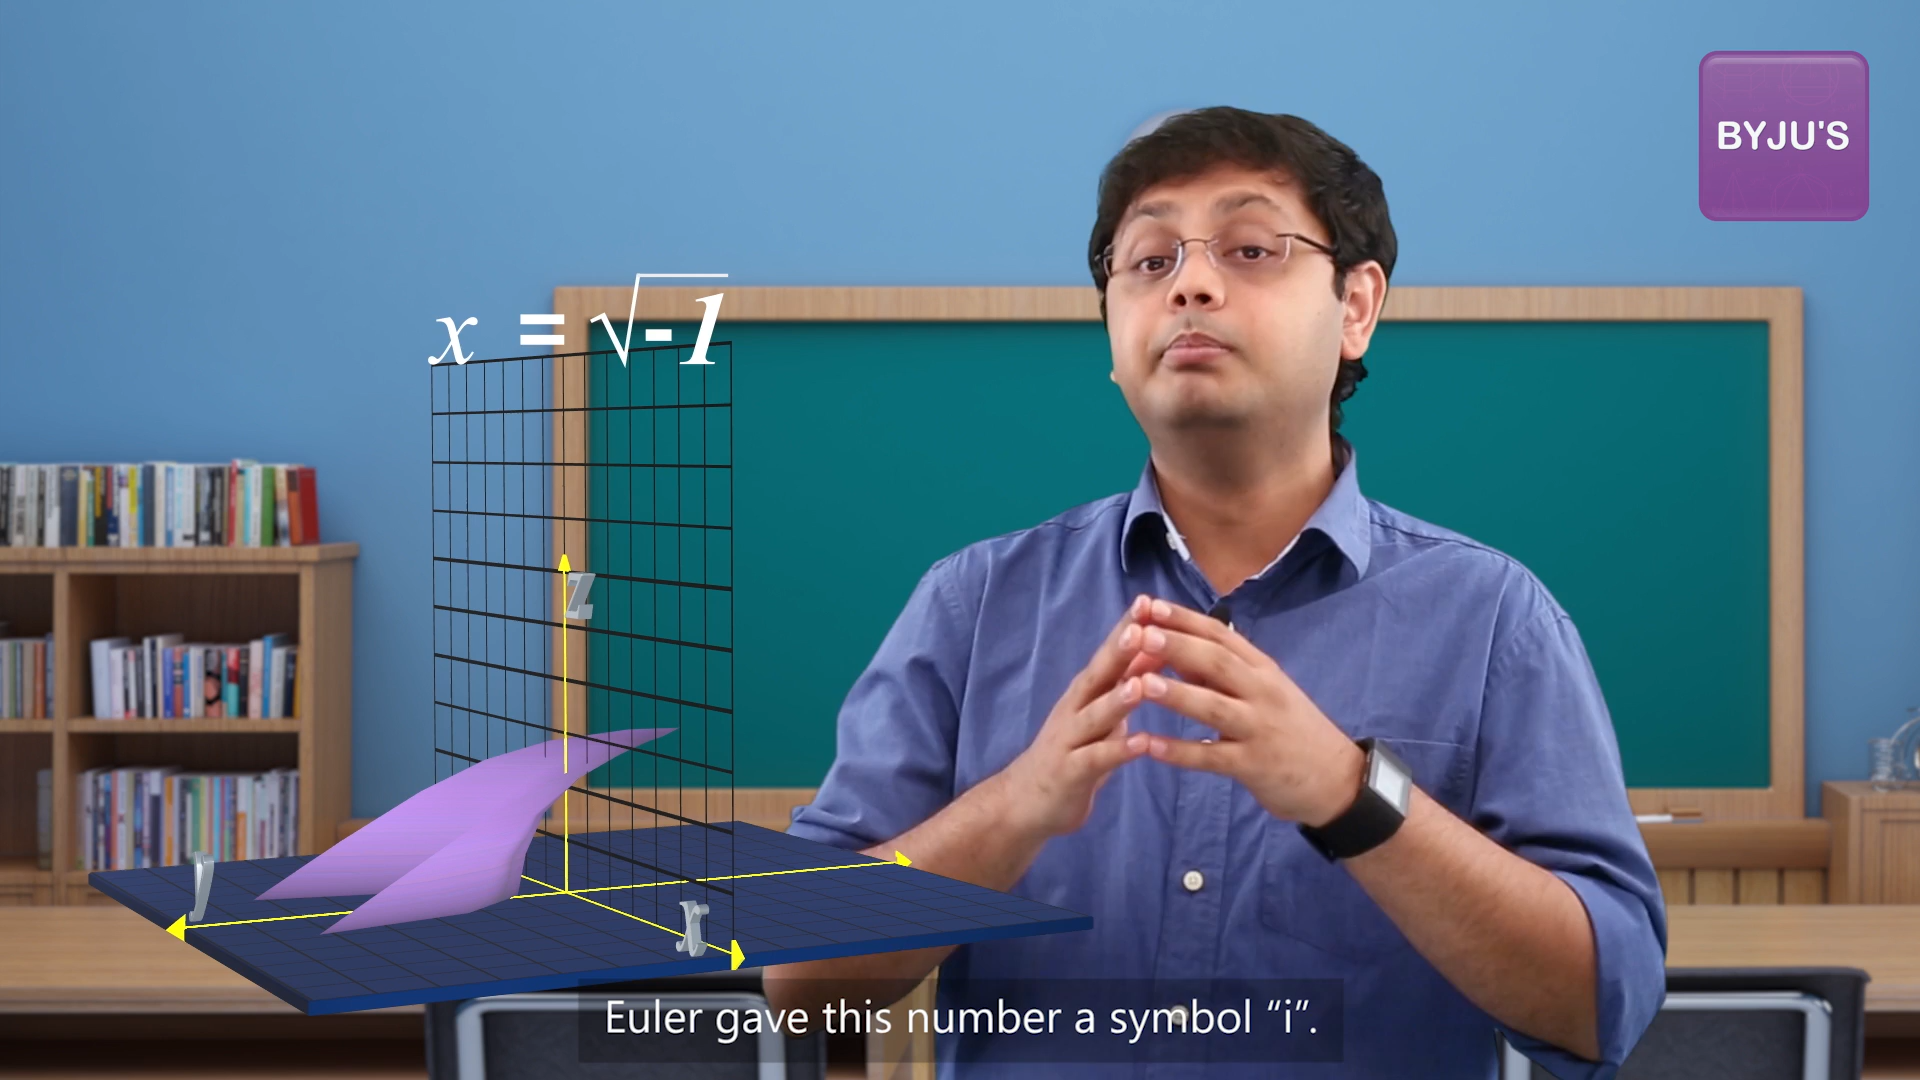 BYJU'S
x = √-1
z
y
x
Euler gave this number a symbol “i”.